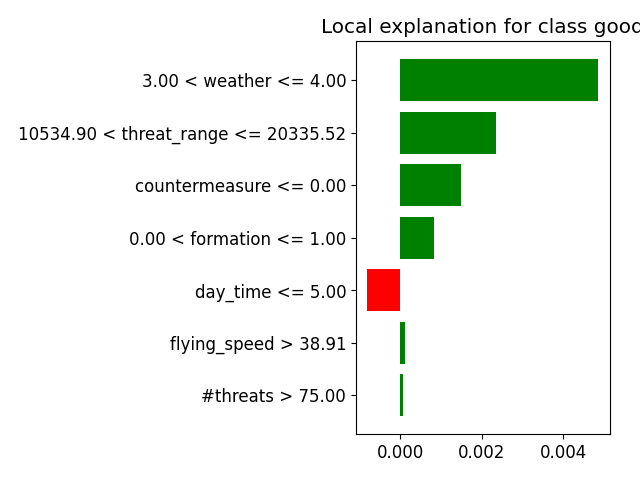 Local explanation for class good
3.00 < weather <= 4.00
10534.90 < threat_range <= 20335.52
countermeasure <= 0.00
0.00 < formation <= 1.00
day_time <= 5.00
flying_speed > 38.91
#threats > 75.00
0.000 0.002 0.004